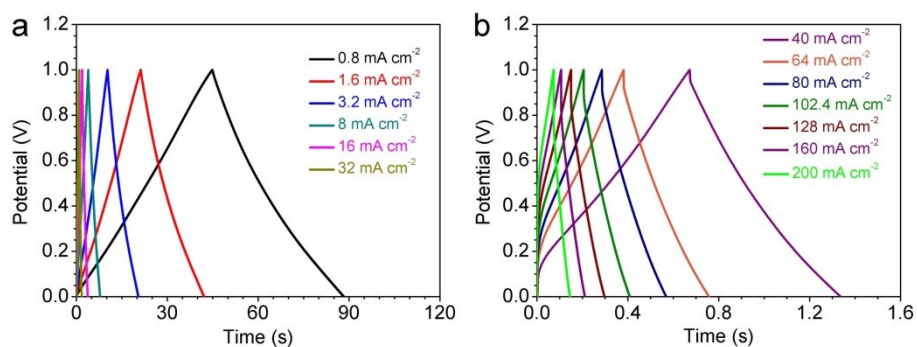 a
1.2
1.0
0.8
0.6
0.4
0.2
0.0
Potential (V)
0.8 mA cm⁻²
1.6 mA cm⁻²
3.2 mA cm⁻²
8 mA cm⁻²
16 mA cm⁻²
32 mA cm⁻²
0 30 60 90 120
Time (s)
b
1.2
1.0
0.8
0.6
0.4
0.2
0.0
Potential (V)
40 mA cm⁻²
64 mA cm⁻²
80 mA cm⁻²
102.4 mA cm⁻²
128 mA cm⁻²
160 mA cm⁻²
200 mA cm⁻²
0.0 0.4 0.8 1.2 1.6
Time (s)